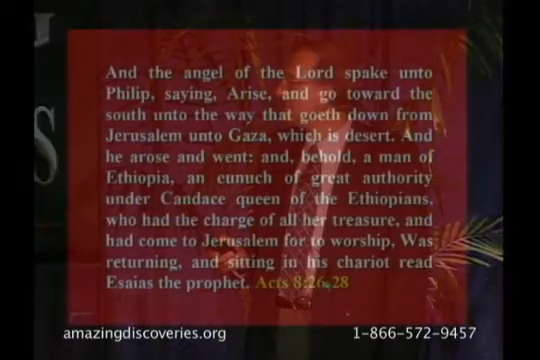 And the angel of the Lord spake unto
Philip, saying, Arise, and go toward the
south unto the way that goeth down from
Jerusalem unto Gaza, which is desert. And
he arose and went: and, behold, a man of
Ethiopia, an eunuch of great authority
under Candace queen of the Ethiopians,
who had the charge of all her treasure, and
had come to Jerusalem for to worship, Was
returning, and sitting in his chariot read
Esaias the prophet. Acts 8:26-28
amazingdiscoveries.org 1-866-572-9457